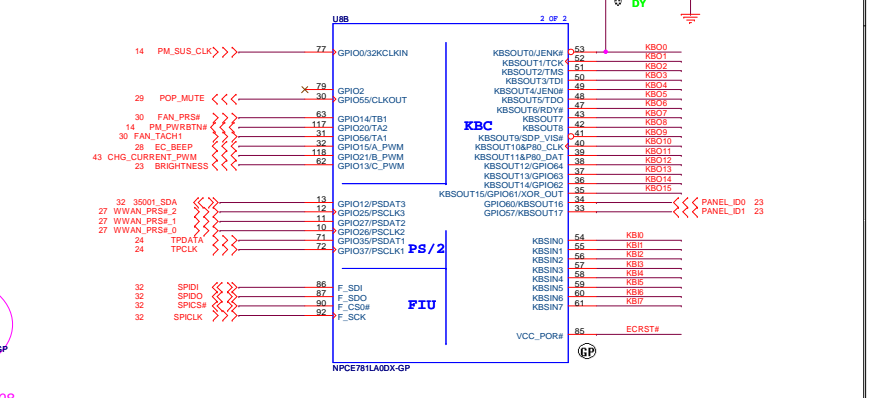 DY
U8B 2 OF 2
14 PM_SUS_CLK 77 GPIO0/32KCLKIN KBSOUT0/JENK# 53 KBO0
KBSOUT1/TCK 52 KBO1
KBSOUT2/TMS 51 KBO2
KBSOUT3/TDI 50 KBO3
79 GPIO2 KBSOUT4/JEN0# 49 KBO4
29 POP_MUTE 30 GPIO55/CLKOUT KBSOUT5/TDO 48 KBO5
KBSOUT6/RDY# 47 KBO6
30 FAN_PRS# 63 GPIO14/TB1 KBSOUT7 43 KBO7
14 PM_PWRBTN# 117 GPIO20/TA2 KBC KBSOUT8 42 KBO8
30 FAN_TACH1 31 GPIO56/TA1 KBSOUT9/SDP_VIS# 41 KBO9
28 EC_BEEP 32 GPIO15/A_PWM KBSOUT10&P80_CLK 40 KBO10
43 CHG_CURRENT_PWM 118 GPIO21/B_PWM KBSOUT11&P80_DAT 39 KBO11
23 BRIGHTNESS 62 GPIO13/C_PWM KBSOUT12/GPIO64 38 KBO12
KBSOUT13/GPIO63 37 KBO13
KBSOUT14/GPIO62 36 KBO14
KBSOUT15/GPIO61/XOR_OUT 35 KBO15
32 35001_SDA 13 GPIO12/PSDAT3 GPIO60/KBSOUT16 34 PANEL_ID0 23
27 WWAN_PRS#_2 12 GPIO25/PSCLK3 GPIO57/KBSOUT17 33 PANEL_ID1 23
27 WWAN_PRS#_1 11 GPIO27/PSDAT2
27 WWAN_PRS#_0 10 GPIO26/PSCLK2
24 TPDATA 71 GPIO35/PSDAT1 KBSIN0 54 KBI0
24 TPCLK 72 GPIO37/PSCLK1 PS/2 KBSIN1 55 KBI1
KBSIN2 56 KBI2
KBSIN3 57 KBI3
KBSIN4 58 KBI4
32 SPIDI 86 F_SDI KBSIN5 59 KBI5
32 SPIDO 87 F_SDO KBSIN6 60 KBI6
32 SPICS# 90 F_CS0# FIU KBSIN7 61 KBI7
32 SPICLK 92 F_SCK
VCC_POR# 85 ECRST#
GP
NPCE781LA0DX-GP